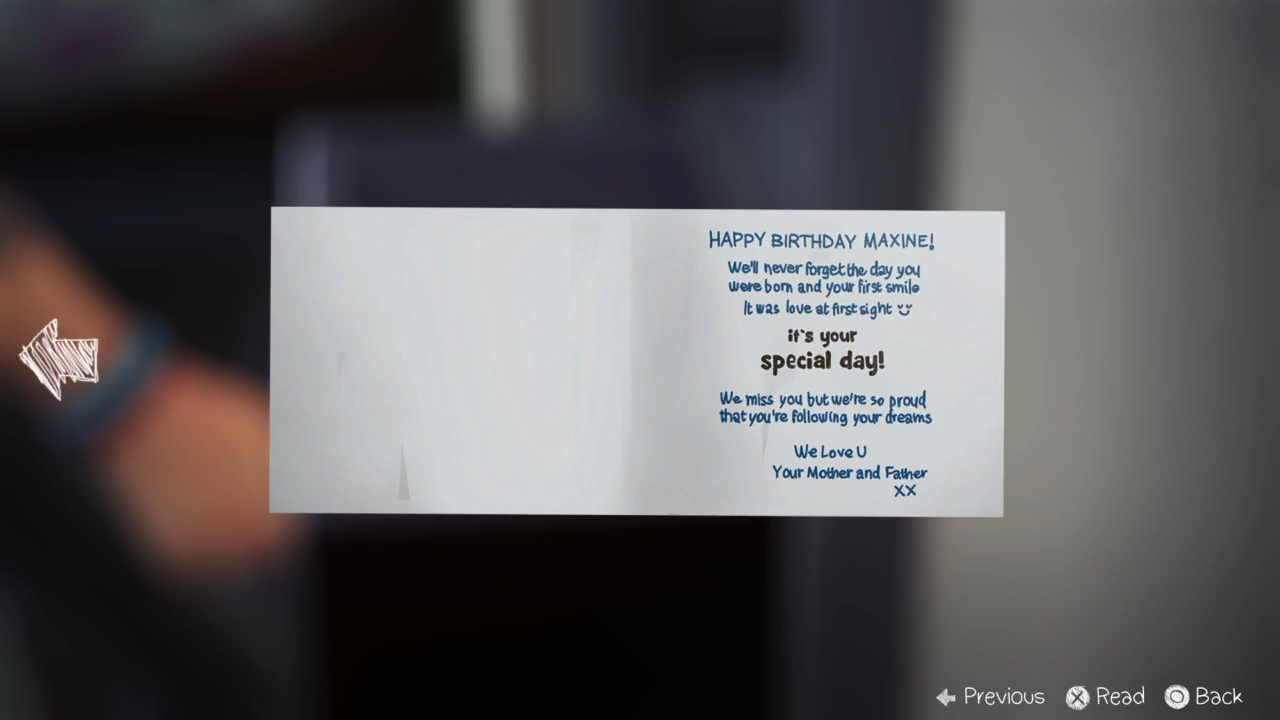 HAPPY BIRTHDAY MAXINE!
We'll never forget the day you
were born and your first smile
It was love at first sight
it's your
special day!
We miss you but we're so proud
that you're following your dreams
We Love U
Your Mother and Father
XX
Previous
Read
Back